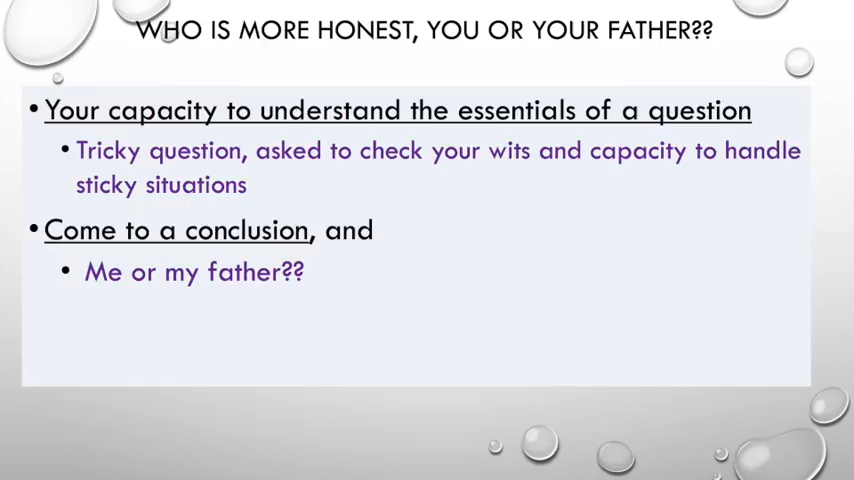 WHO IS MORE HONEST, YOU OR YOUR FATHER??
• Your capacity to understand the essentials of a question
• Tricky question, asked to check your wits and capacity to handle
sticky situations
• Come to a conclusion, and
• Me or my father??